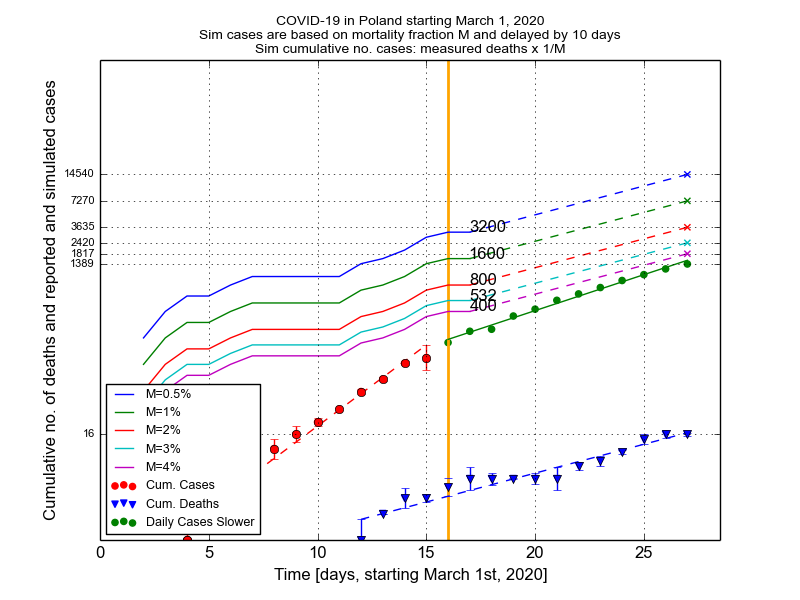 COVID-19 in Poland starting March 1, 2020
Sim cases are based on mortality fraction M and delayed by 10 days
Sim cumulative no. cases: measured deaths x 1/M
Cumulative no. of deaths and reported and simulated cases
14540
7270
3635
2420
1817
1389
16
3200
1600
800
532
400
M=0.5%
M=1%
M=2%
M=3%
M=4%
Cum. Cases
Cum. Deaths
Daily Cases Slower
0 5 10 15 20 25
Time [days, starting March 1st, 2020]